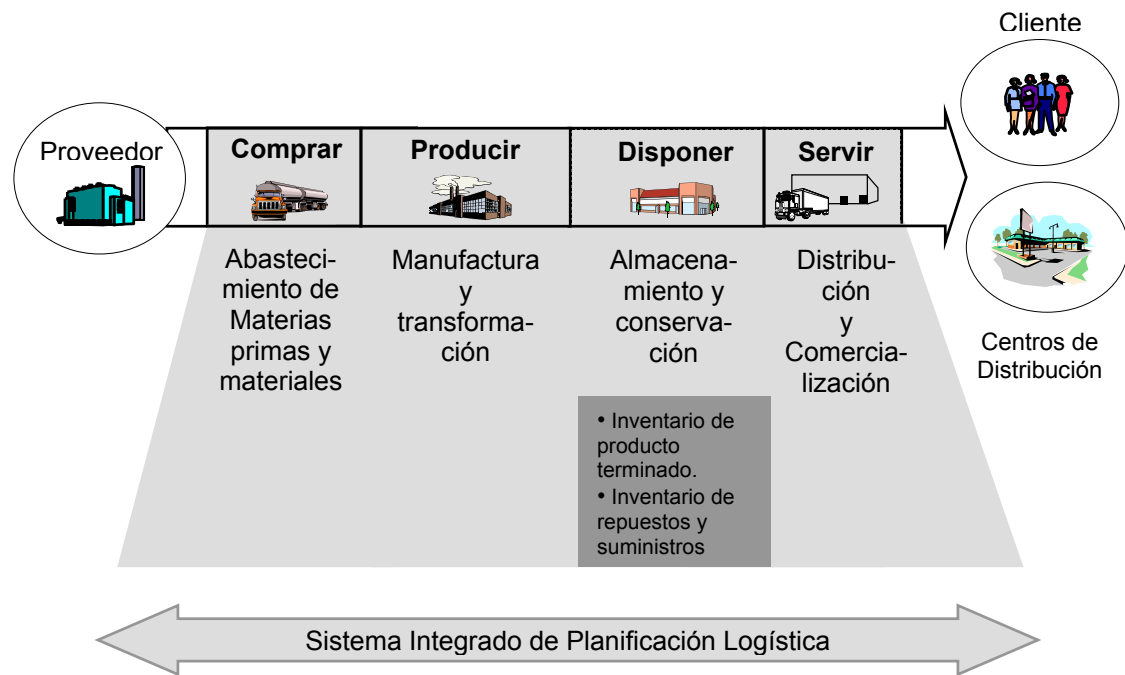 Cliente
Proveedor
Comprar
Producir
Disponer
Servir
Abasteci-
miento de
Materias
primas y
materiales
Manufactura
y
transforma-
ción
Almacena-
miento y
conserva-
ción
Distribu-
ción
y
Comercia-
lización
Centros de
Distribución
• Inventario de
producto
terminado.
• Inventario de
repuestos y
suministros
Sistema Integrado de Planificación Logística